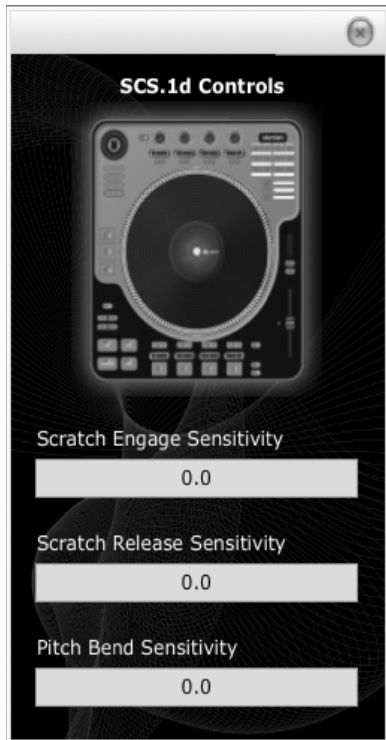 SCS.1d Controls
Scratch Engage Sensitivity
0.0
Scratch Release Sensitivity
0.0
Pitch Bend Sensitivity
0.0